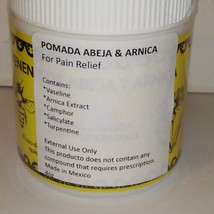 POMADA ABEJA & ARNICA
For Pain Relief
Contains:
*Vaseline
*Arnica Extract
*Camphor
*Salicylate
*Turpentine
External Use Only
This producto does not contain any
compound that requires prescription.
Made in Mexico